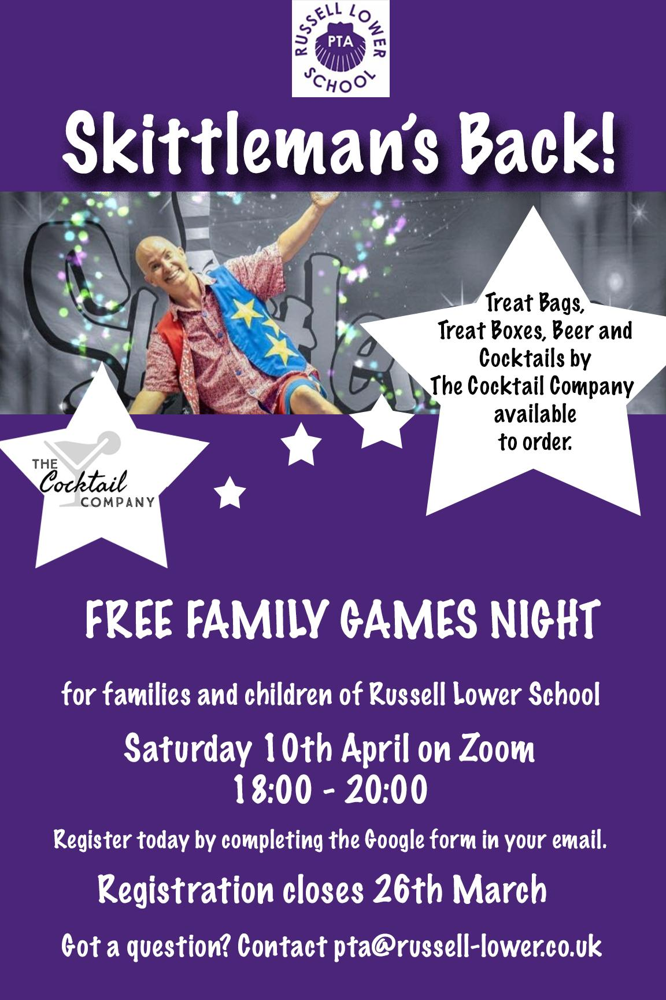 RUSSELL LOWER
PTA
SCHOOL
Skittleman's Back!
Skittle
Treat Bags,
Treat Boxes, Beer and
Cocktails by
The Cocktail Company
available
to order.
THE
Cocktail
COMPANY
FREE FAMILY GAMES NIGHT
for families and children of Russell Lower School
Saturday 10th April on Zoom
18:00 - 20:00
Register today by completing the Google form in your email.
Registration closes 26th March
Got a question? Contact pta@russell-lower.co.uk